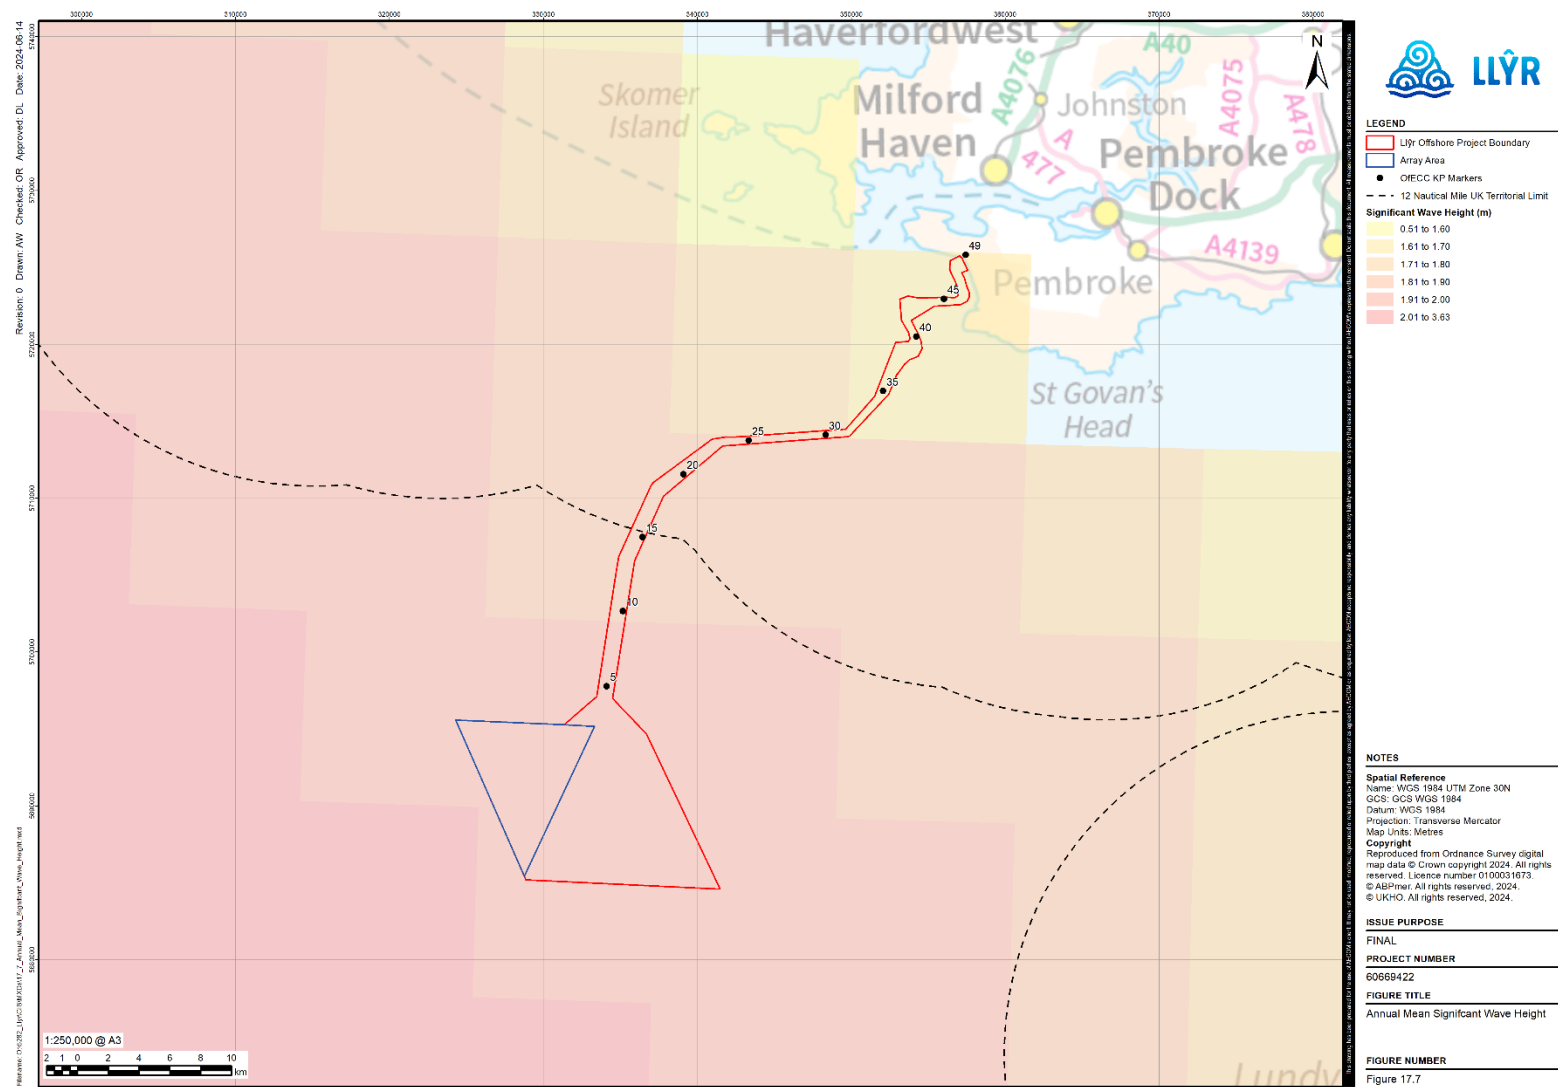 300000
310000
320000
330000
340000
350000
360000
370000
380000
5740000
5730000
5720000
5710000
5700000
5690000
5680000
Revision: 0 Drawn: AW Checked: OR Approved: DL Date: 2024-06-14
Haverfordwest
A40
A4076
A4075
A478
Skomer
Island
Milford
Haven
Johnston
A
477
Pembroke
Dock
A4139
Pembroke
St Govan's
Head
Lundy
N
49
45
40
35
30
25
20
15
10
5
1:250,000 @ A3
2 1 0 2 4 6 8 10
km
LLŶR
LEGEND
Llŷr Offshore Project Boundary
Array Area
OfECC KP Markers
12 Nautical Mile UK Territorial Limit
Significant Wave Height (m)
0.51 to 1.60
1.61 to 1.70
1.71 to 1.80
1.81 to 1.90
1.91 to 2.00
2.01 to 3.63
NOTES
Spatial Reference
Name: WGS 1984 UTM Zone 30N
GCS: GCS WGS 1984
Datum: WGS 1984
Projection: Transverse Mercator
Map Units: Metres
Copyright
Reproduced from Ordnance Survey digital
map data © Crown copyright 2024. All rights
reserved. Licence number 0100031673.
© ABPmer. All rights reserved, 2024.
© UKHO. All rights reserved, 2024.
ISSUE PURPOSE
FINAL
PROJECT NUMBER
60669422
FIGURE TITLE
Annual Mean Signifcant Wave Height
FIGURE NUMBER
Figure 17.7